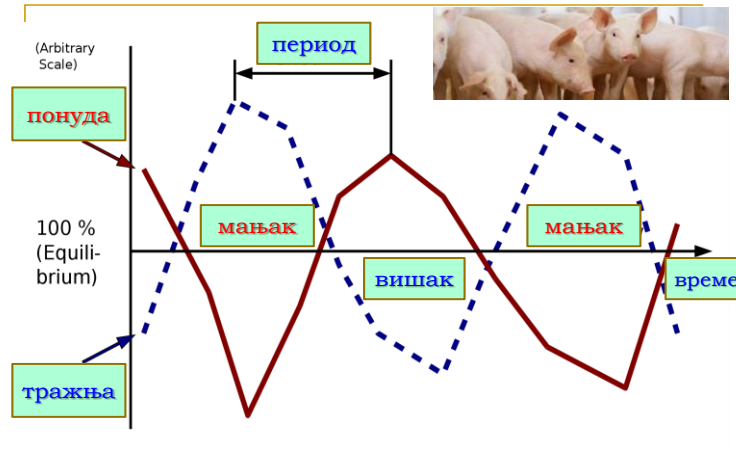 период
(Arbitrary
Scale)
понуда
100 %
(Equili-
brium)
мањак
мањак
вишак
време
тражња